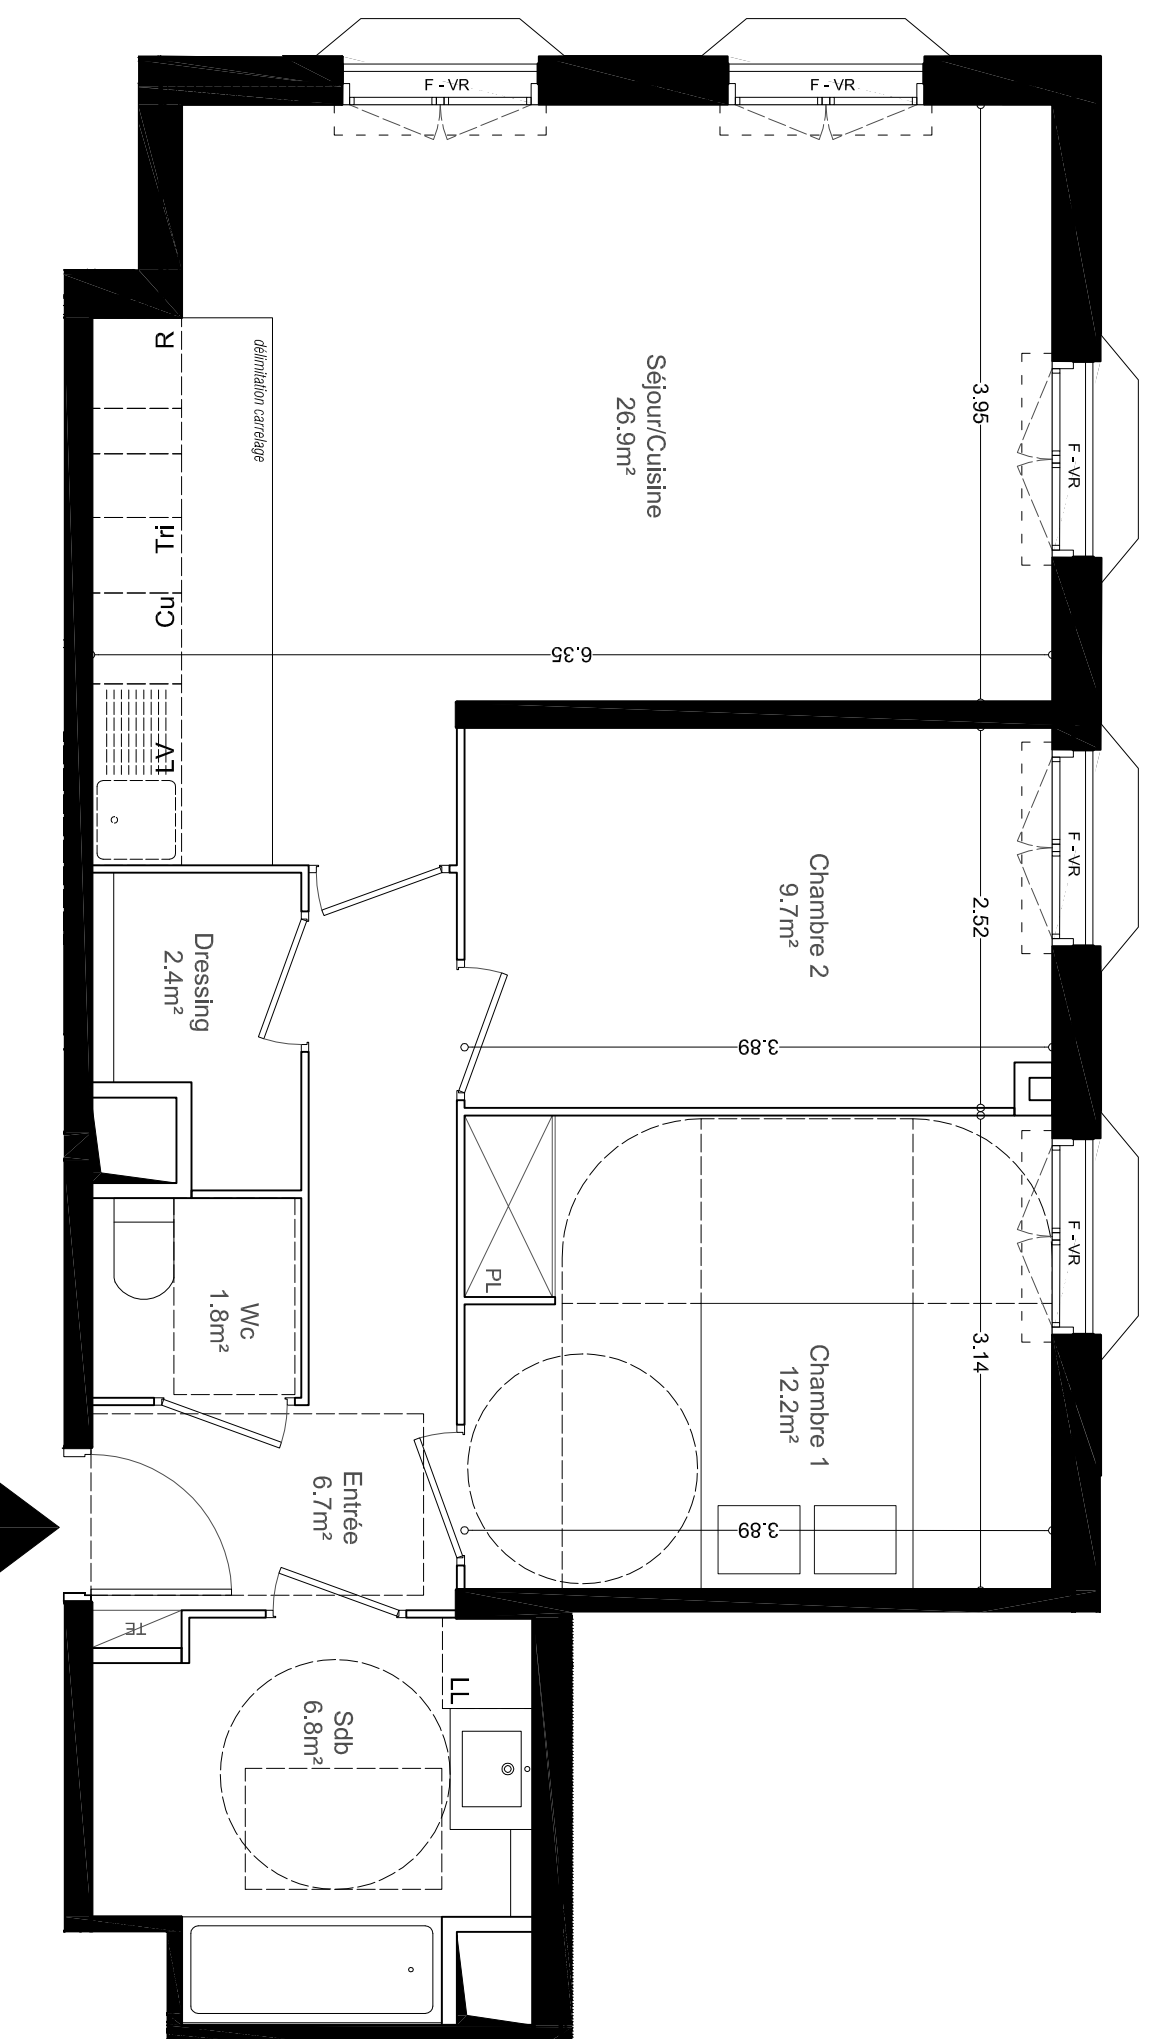 F - VR
F - VR
F - VR
F - VR
F - VR
Séjour/Cuisine
26.9m²
3.95
6.35
délimitation carrelage
R
Tri
Cu
LV
Chambre 2
9.7m²
2.52
3.89
Dressing
2.4m²
Wc
1.8m²
PL
Chambre 1
12.2m²
3.14
3.89
Entrée
6.7m²
TE
LL
Sdb
6.8m²